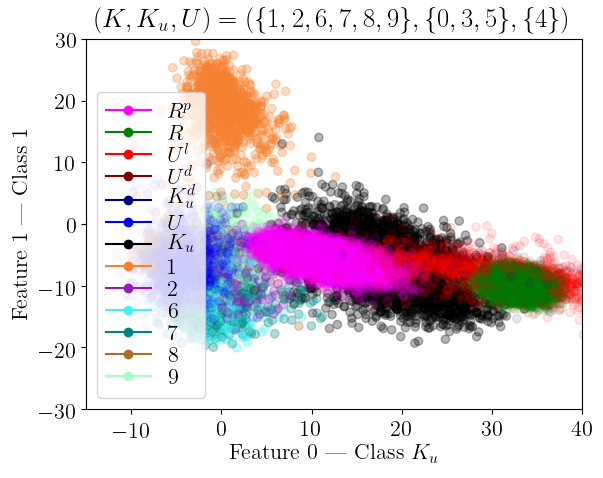 (K, K_u, U) = ({1, 2, 6, 7, 8, 9}, {0, 3, 5}, {4})
30
20
10
0
−10
−20
−30
Feature 1 — Class 1
R^p
R
U^l
U^d
K_u^d
U
K_u
1
2
6
7
8
9
−10 0 10 20 30 40
Feature 0 — Class K_u